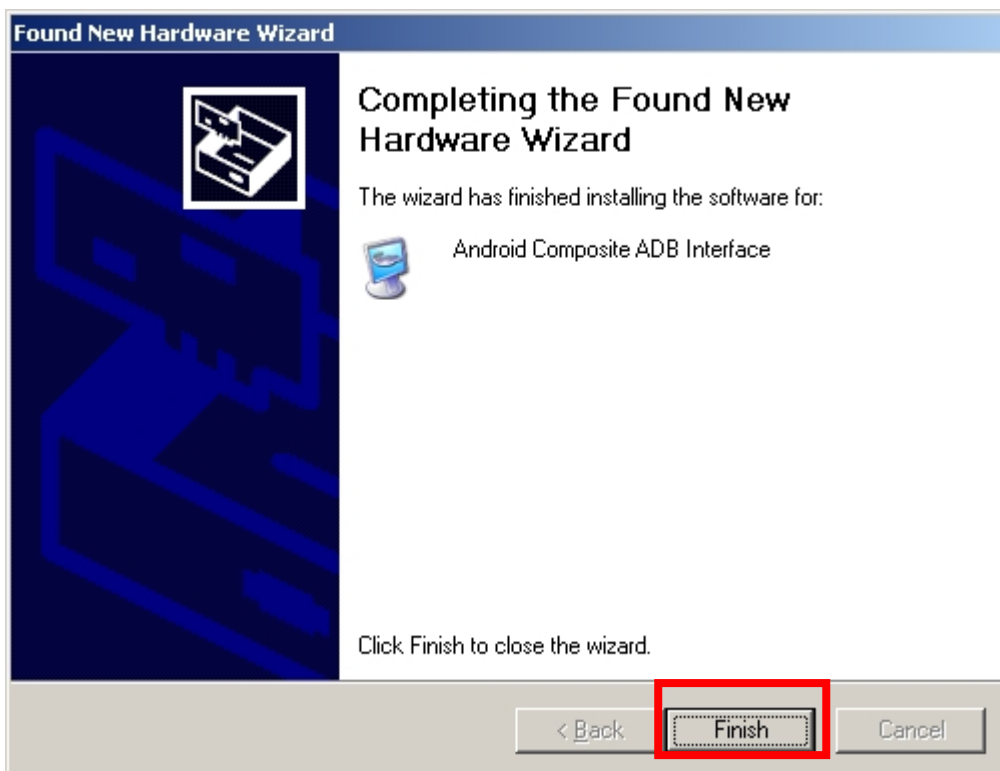 Found New Hardware Wizard
Completing the Found New
Hardware Wizard
The wizard has finished installing the software for:
Android Composite ADB Interface
Click Finish to close the wizard.
< Back
Finish
Cancel